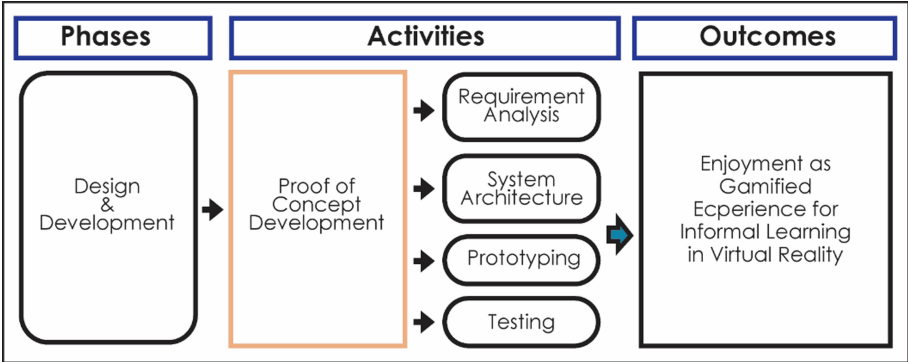 Phases
Activities
Outcomes
Design
&
Development
Proof of
Concept
Development
Requirement
Analysis
System
Architecture
Prototyping
Testing
Enjoyment as
Gamified
Ecperience for
Informal Learning
in Virtual Reality